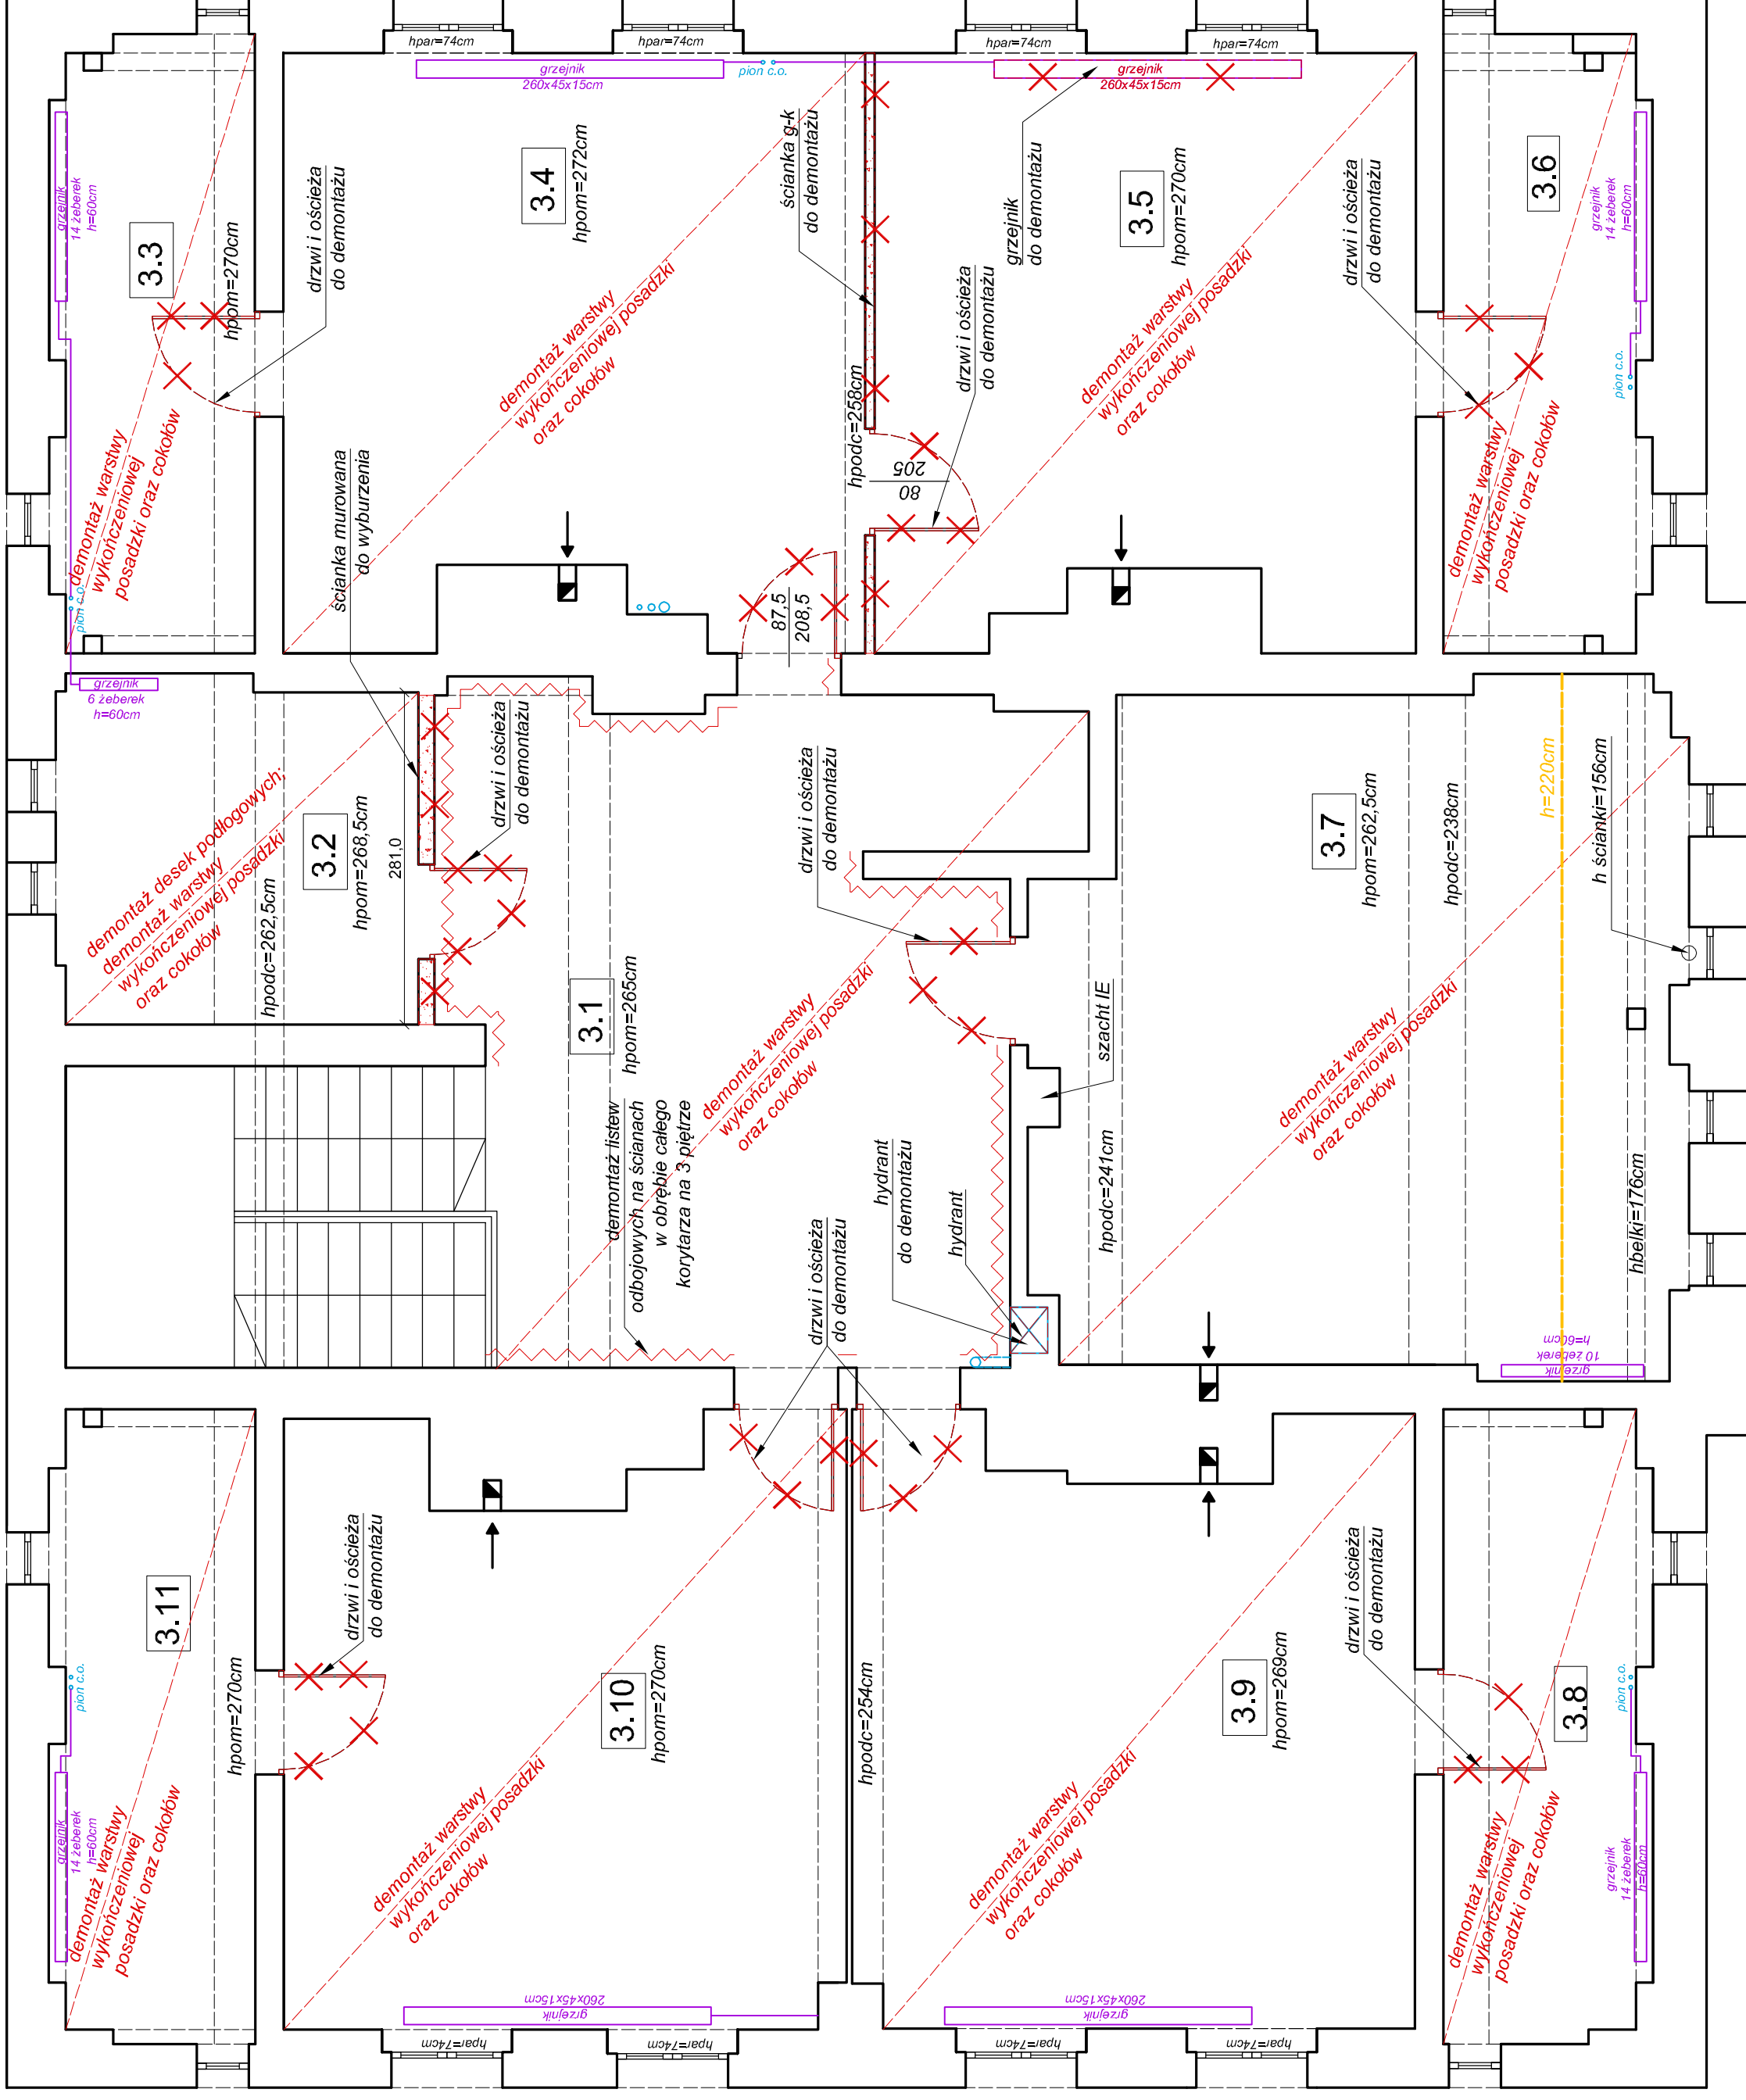 hpar=74cm
hpar=74cm
hpar=74cm
hpar=74cm
grzejnik
260x45x15cm
pion c.o.
grzejnik
260x45x15cm
grzejnik
14 żeberek
h=60cm
3.3
hpom=270cm
drzwi i ościeża
do demontażu
demontaż warstwy
wykończeniowej
posadzki oraz cokołów
pion c.o.
3.4
hpom=272cm
ścianka g-k
do demontażu
demontaż warstwy
wykończeniowej posadzki
oraz cokołów
hpodc=258cm
grzejnik
do demontażu
3.5
hpom=270cm
drzwi i ościeża
do demontażu
80
205
demontaż warstwy
wykończeniowej posadzki
oraz cokołów
drzwi i ościeża
do demontażu
3.6
grzejnik
14 żeberek
h=60cm
pion c.o.
demontaż warstwy
wykończeniowej
posadzki oraz cokołów
ścianka murowana
do wyburzenia
87,5
208,5
grzejnik
6 żeberek
h=60cm
demontaż desek podłogowych;
demontaż warstwy
wykończeniowej posadzki
oraz cokołów
hpodc=262,5cm
3.2
hpom=268,5cm
281,0
drzwi i ościeża
do demontażu
3.1
hpom=265cm
demontaż listew
odbojowych na ścianach
w obrębie całego
korytarza na 3 piętrze
demontaż warstwy
wykończeniowej posadzki
oraz cokołów
drzwi i ościeża
do demontażu
szacht IE
hpodc=241cm
hydrant
do demontażu
hydrant
drzwi i ościeża
do demontażu
3.7
hpom=262,5cm
hpodc=238cm
h=220cm
h ścianki=156cm
demontaż warstwy
wykończeniowej posadzki
oraz cokołów
hbelki=176cm
grzejnik
10 żeberek
h=60cm
3.11
hpom=270cm
drzwi i ościeża
do demontażu
pion c.o.
grzejnik
14 żeberek
h=60cm
demontaż warstwy
wykończeniowej
posadzki oraz cokołów
3.10
hpom=270cm
demontaż warstwy
wykończeniowej posadzki
oraz cokołów
hpodc=254cm
3.9
hpom=269cm
demontaż warstwy
wykończeniowej posadzki
oraz cokołów
drzwi i ościeża
do demontażu
3.8
pion c.o.
grzejnik
14 żeberek
h=60cm
demontaż warstwy
wykończeniowej
posadzki oraz cokołów
grzejnik
260x45x15cm
grzejnik
260x45x15cm
hpar=74cm
hpar=74cm
hpar=74cm
hpar=74cm